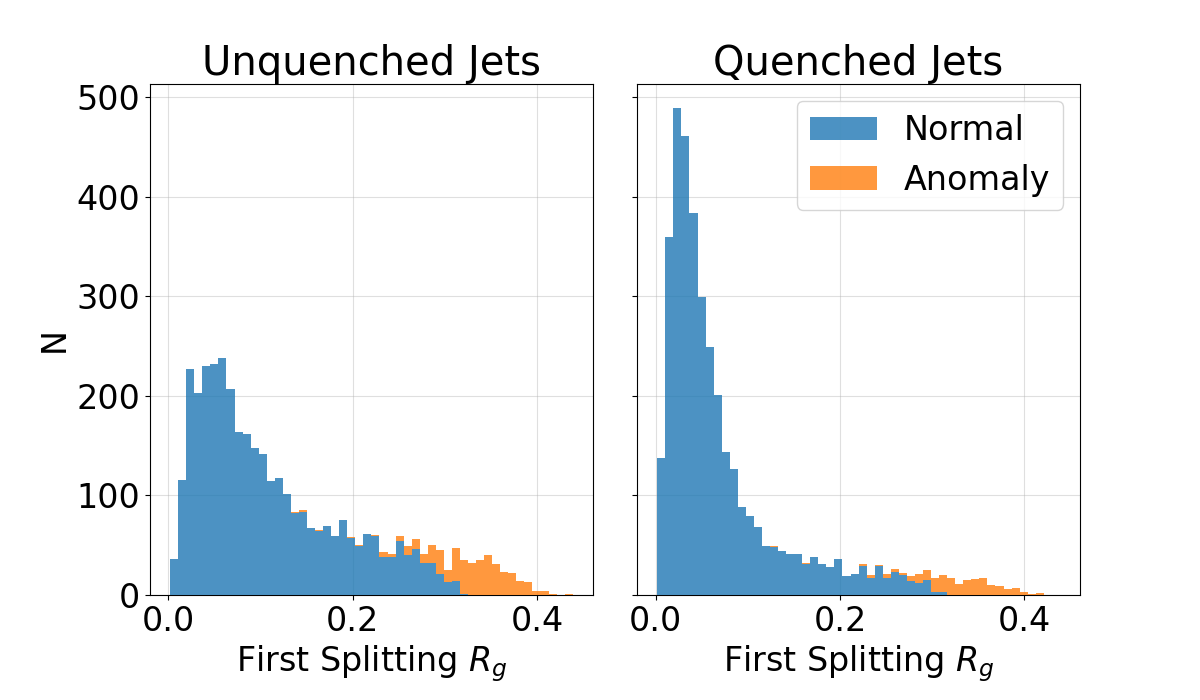 Unquenched Jets
Quenched Jets
500
400
300
200
100
0
N
Normal
Anomaly
0.0 0.2 0.4
0.0 0.2 0.4
First Splitting R_g
First Splitting R_g